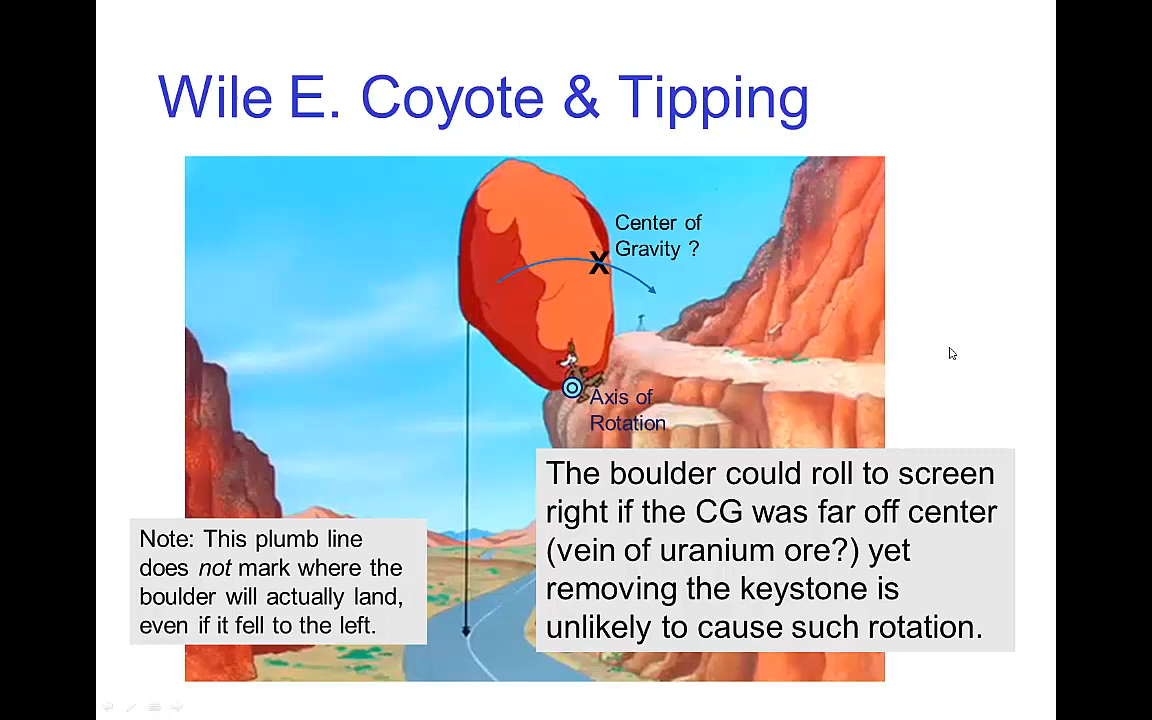 Wile E. Coyote & Tipping
Center of
Gravity ?
X
Axis of
Rotation
The boulder could roll to screen
right if the CG was far off center
(vein of uranium ore?) yet
removing the keystone is
unlikely to cause such rotation.
Note: This plumb line
does not mark where the
boulder will actually land,
even if it fell to the left.